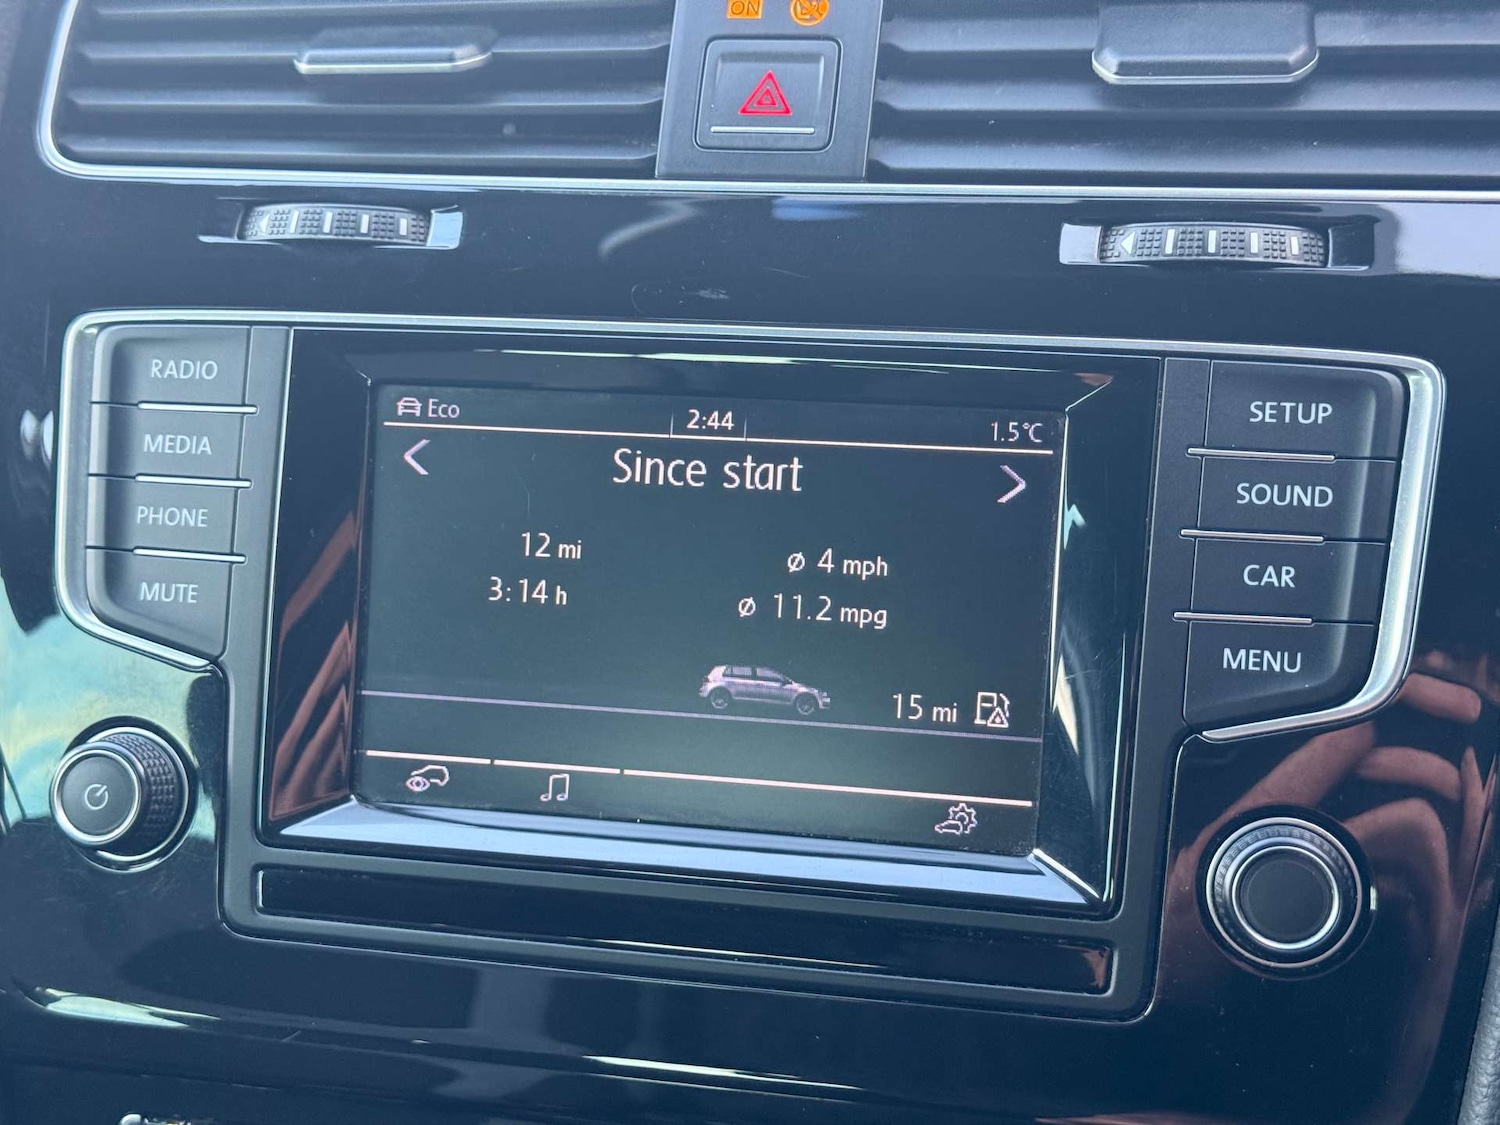 ON
RADIO
MEDIA
PHONE
MUTE
Eco
2:44
1.5°C
Since start
12 mi
ø 4 mph
3:14 h
ø 11.2 mpg
15 mi
SETUP
SOUND
CAR
MENU